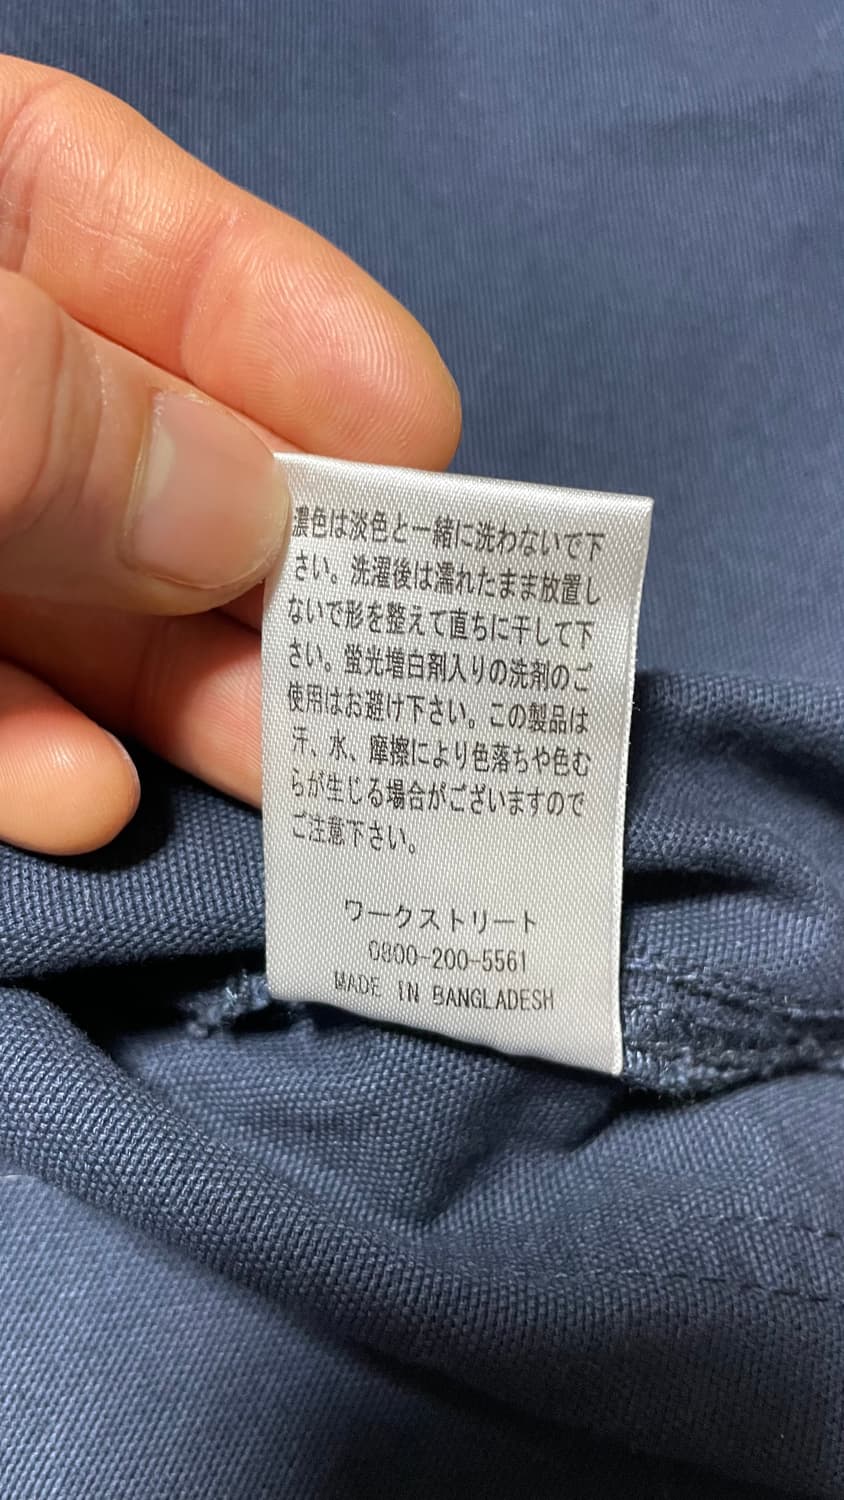 濃色は淡色と一緒に洗わないで下
さい。洗濯後は濡れたまま放置し
ないで形を整えて直ちに干して下
さい。蛍光増白剤入りの洗剤のご
使用はお避け下さい。この製品は
汗、水、摩擦により色落ちや色む
らが生じる場合がございますので
ご注意下さい。
ワークストリート
0800-200-5561
MADE IN BANGLADESH